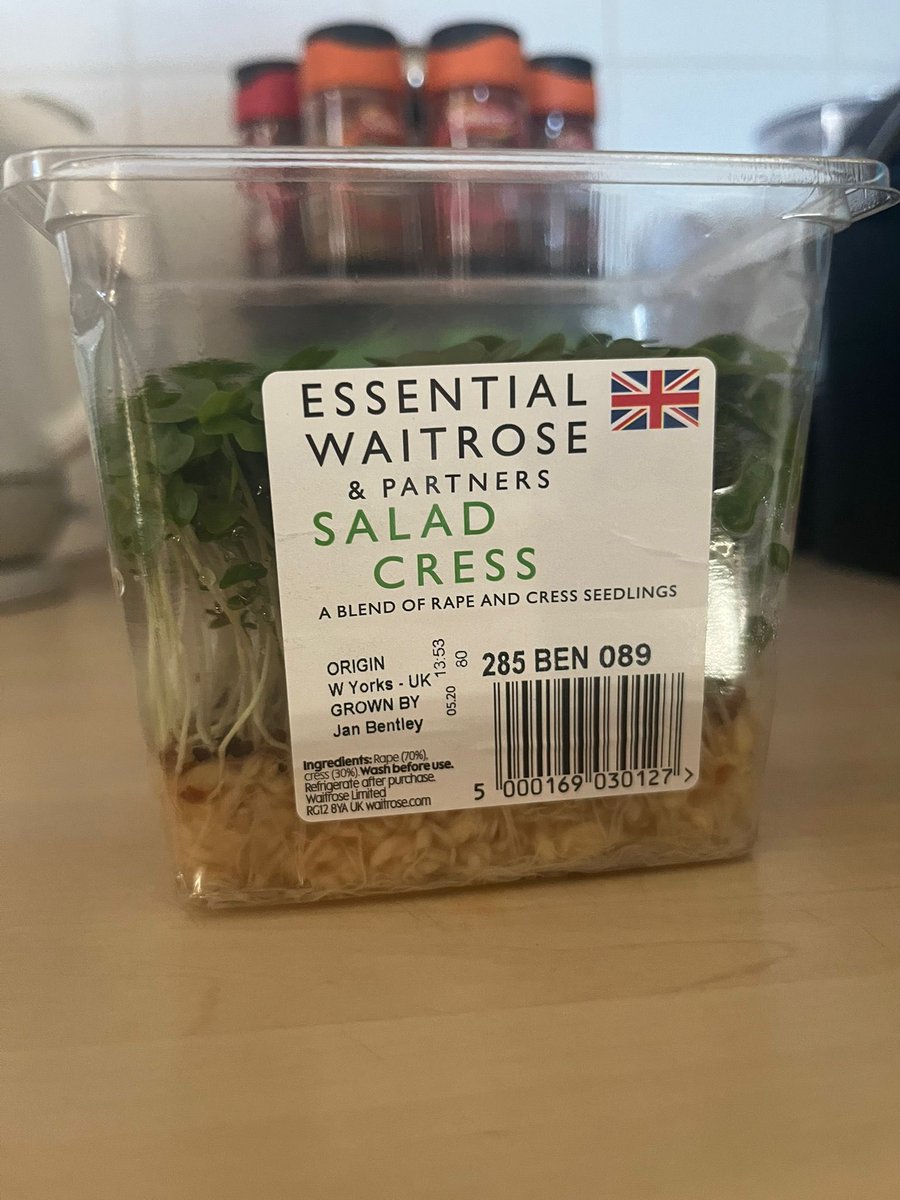 ESSENTIAL
WAITROSE
& PARTNERS
SALAD
CRESS
A BLEND OF RAPE AND CRESS SEEDLINGS
ORIGIN
W Yorks - UK
GROWN BY
Jan Bentley
13:53
80
05.20
285 BEN 089
Ingredients: Rape (70%),
cress (30%). Wash before use.
Refrigerate after purchase.
Waitrose Limited
RG12 8YA UK waitrose.com
5 000169 030127 >